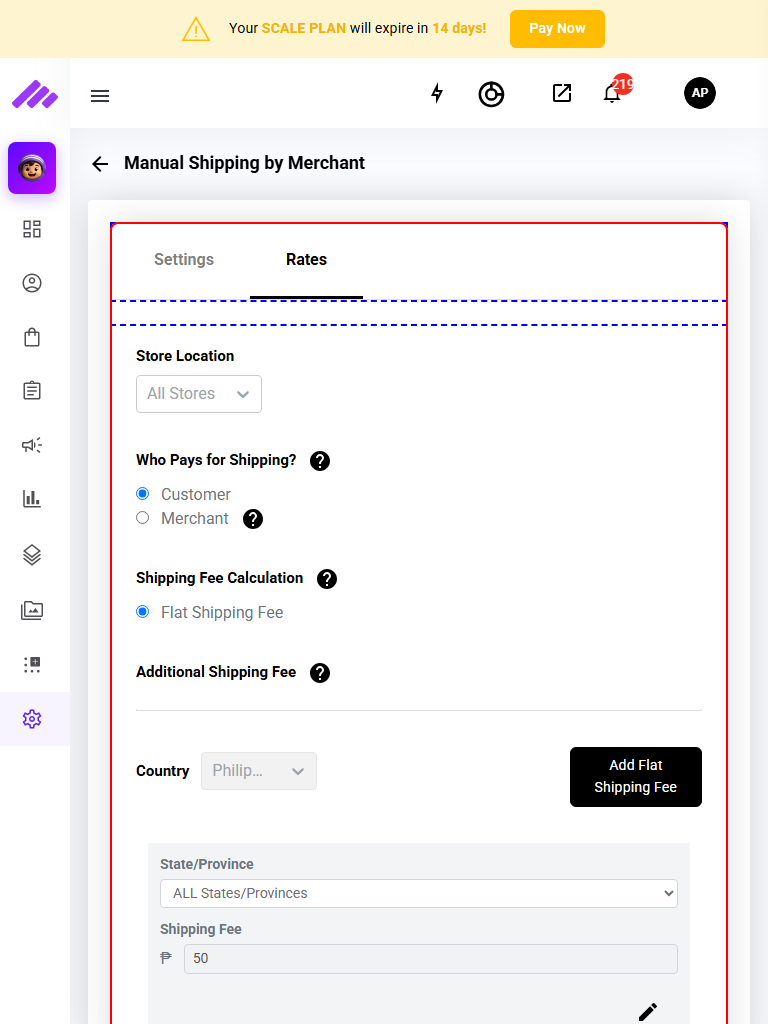 Your SCALE PLAN will expire in 14 days!
Pay Now
219
AP
Manual Shipping by Merchant
Settings
Rates
Store Location
All Stores
Who Pays for Shipping?
Customer
Merchant
Shipping Fee Calculation
Flat Shipping Fee
Additional Shipping Fee
Country
Philip...
Add Flat
Shipping Fee
State/Province
ALL States/Provinces
Shipping Fee
₱
50